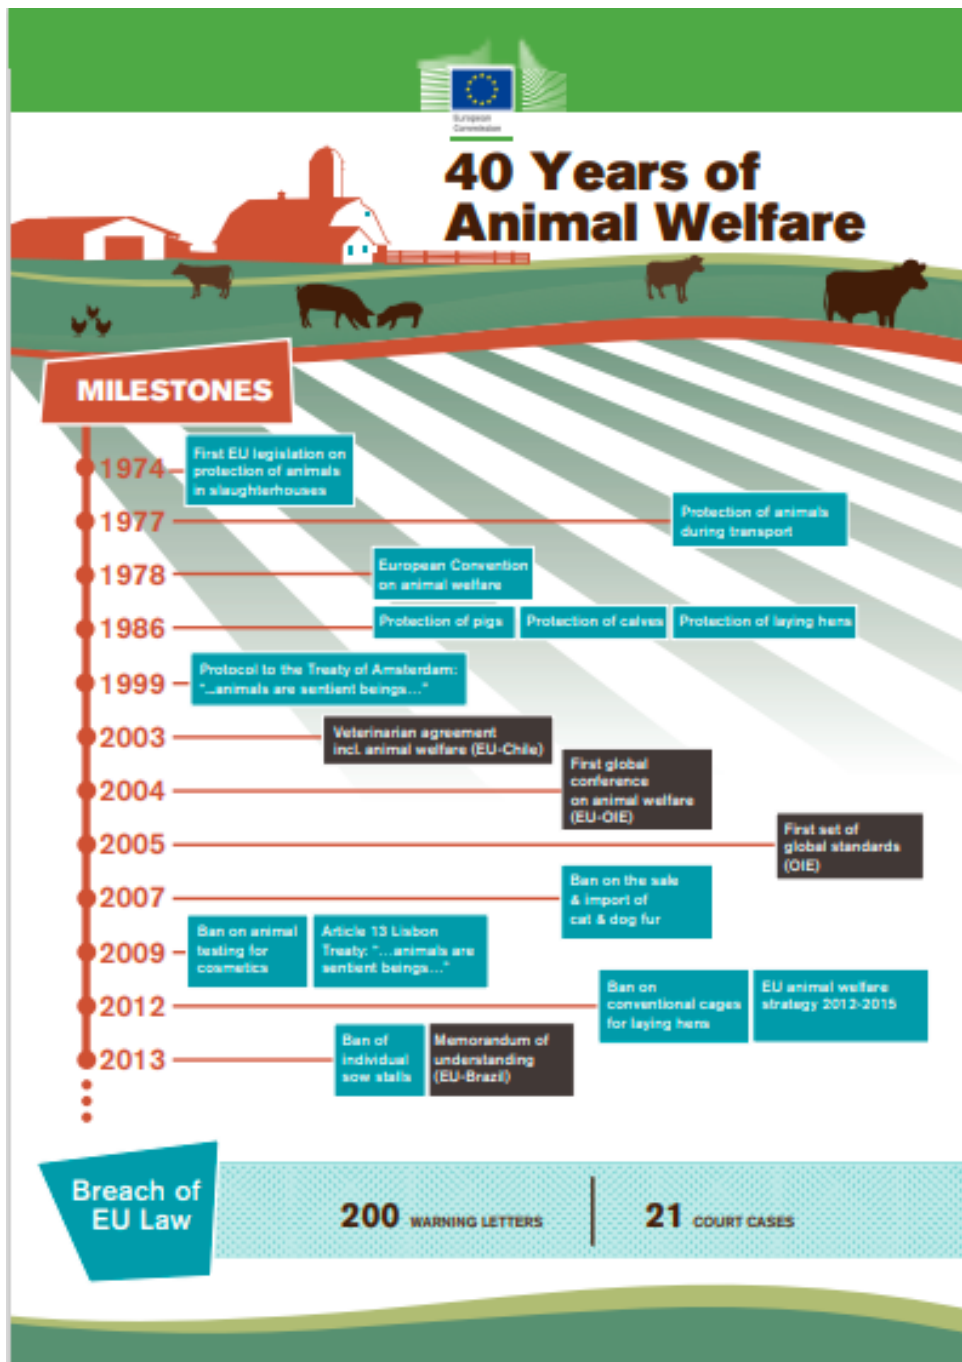 European
Commission
40 Years of
Animal Welfare
MILESTONES
1974
First EU legislation on
protection of animals
in slaughterhouses
1977
Protection of animals
during transport
1978
European Convention
on animal welfare
1986
Protection of pigs
Protection of calves
Protection of laying hens
1999
Protocol to the Treaty of Amsterdam:
"...animals are sentient beings..."
2003
Veterinarian agreement
incl. animal welfare (EU-Chile)
2004
First global
conference
on animal welfare
(EU-OIE)
2005
First set of
global standards
(OIE)
2007
Ban on the sale
& import of
cat & dog fur
2009
Ban on animal
testing for
cosmetics
Article 13 Lisbon
Treaty: "...animals are
sentient beings..."
2012
Ban on
conventional cages
for laying hens
EU animal welfare
strategy 2012-2015
2013
Ban of
individual
sow stalls
Memorandum of
understanding
(EU-Brazil)
Breach of
EU Law
200 WARNING LETTERS
21 COURT CASES